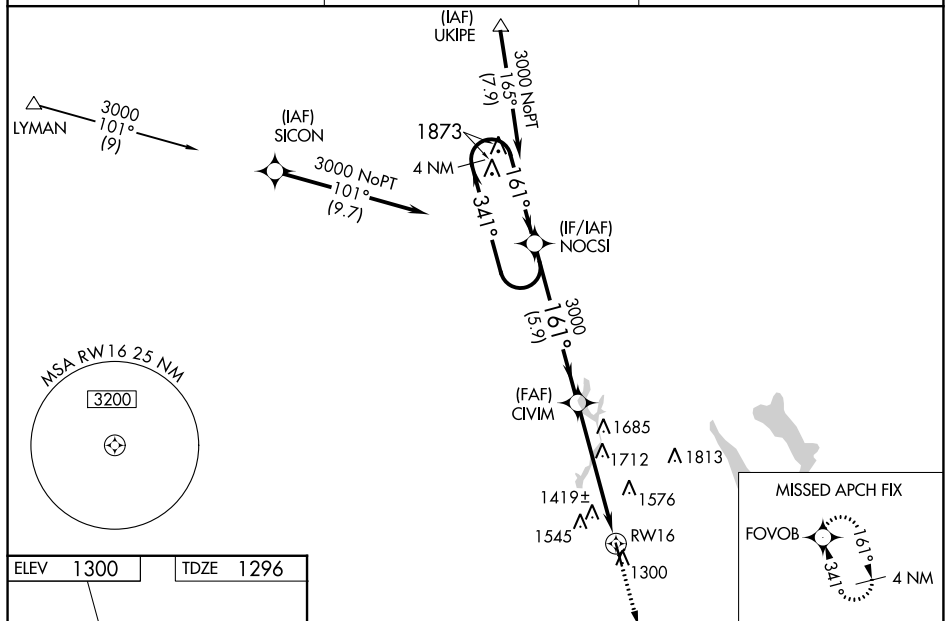 (IAF)
UKIPE
3000 NoPT
165°
(7.9)
LYMAN
3000
101°
(9)
(IAF)
SICON
3000 NoPT
101°
(9.7)
1873
4 NM
161°
341°
(IF/IAF)
NOCSI
3000
161°
(5.9)
MSA RW16 25 NM
3200
(FAF)
CIVIM
1685
1712
1813
1576
1419±
1545
RW16
1300
MISSED APCH FIX
FOVOB
161°
341°
4 NM
ELEV 1300
TDZE 1296